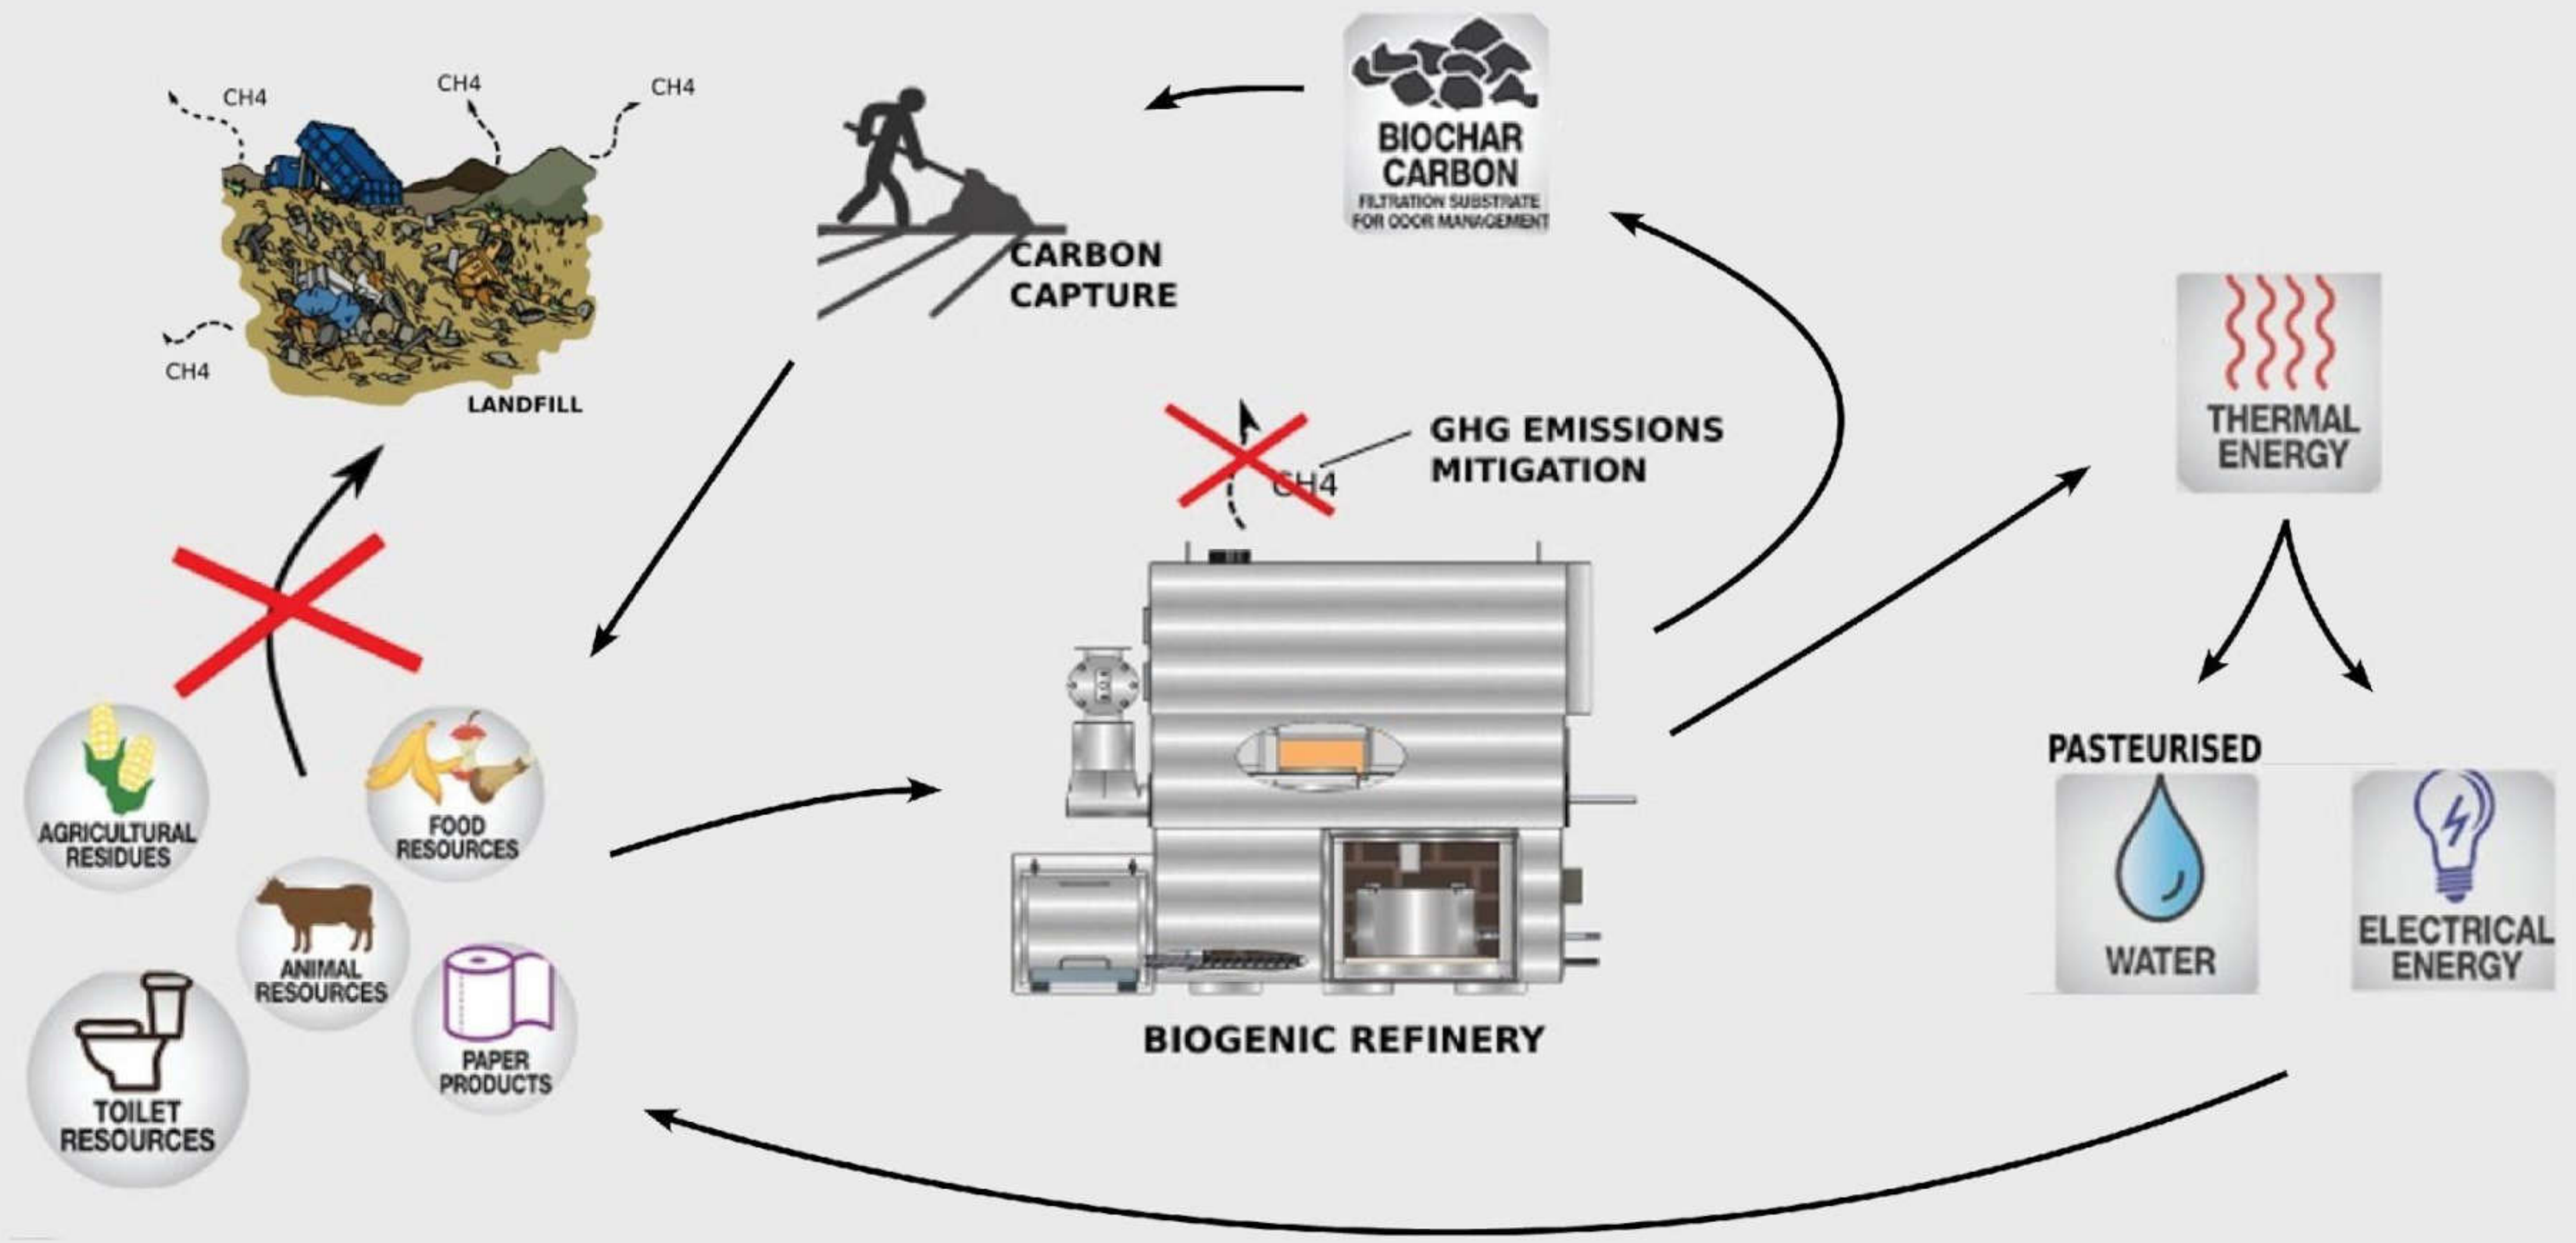 CH4
CH4
CH4
CH4
LANDFILL
CARBON
CAPTURE
BIOCHAR
CARBON
FILTRATION SUBSTRATE
FOR ODOR MANAGEMENT
CH4
GHG EMISSIONS
MITIGATION
THERMAL
ENERGY
AGRICULTURAL
RESIDUES
FOOD
RESOURCES
ANIMAL
RESOURCES
TOILET
RESOURCES
PAPER
PRODUCTS
BIOGENIC REFINERY
PASTEURISED
WATER
ELECTRICAL
ENERGY